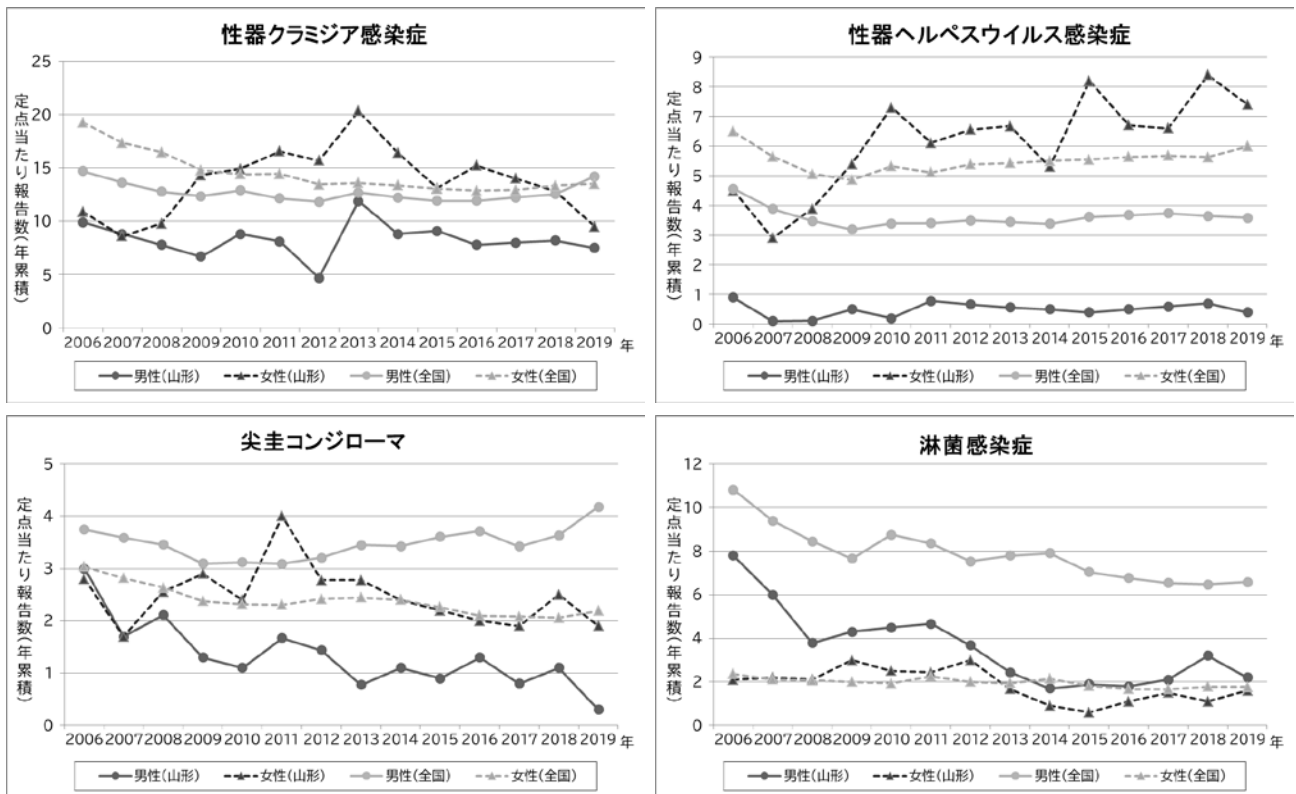 性器クラミジア感染症
定点当たり報告数(年累積)
25
20
15
10
5
0
2006 2007 2008 2009 2010 2011 2012 2013 2014 2015 2016 2017 2018 2019 年
男性(山形) 女性(山形) 男性(全国) 女性(全国)
性器ヘルペスウイルス感染症
定点当たり報告数(年累積)
9
8
7
6
5
4
3
2
1
0
2006 2007 2008 2009 2010 2011 2012 2013 2014 2015 2016 2017 2018 2019 年
男性(山形) 女性(山形) 男性(全国) 女性(全国)
尖圭コンジローマ
定点当たり報告数(年累積)
5
4
3
2
1
0
2006 2007 2008 2009 2010 2011 2012 2013 2014 2015 2016 2017 2018 2019 年
男性(山形) 女性(山形) 男性(全国) 女性(全国)
淋菌感染症
定点当たり報告数(年累積)
12
10
8
6
4
2
0
2006 2007 2008 2009 2010 2011 2012 2013 2014 2015 2016 2017 2018 2019 年
男性(山形) 女性(山形) 男性(全国) 女性(全国)